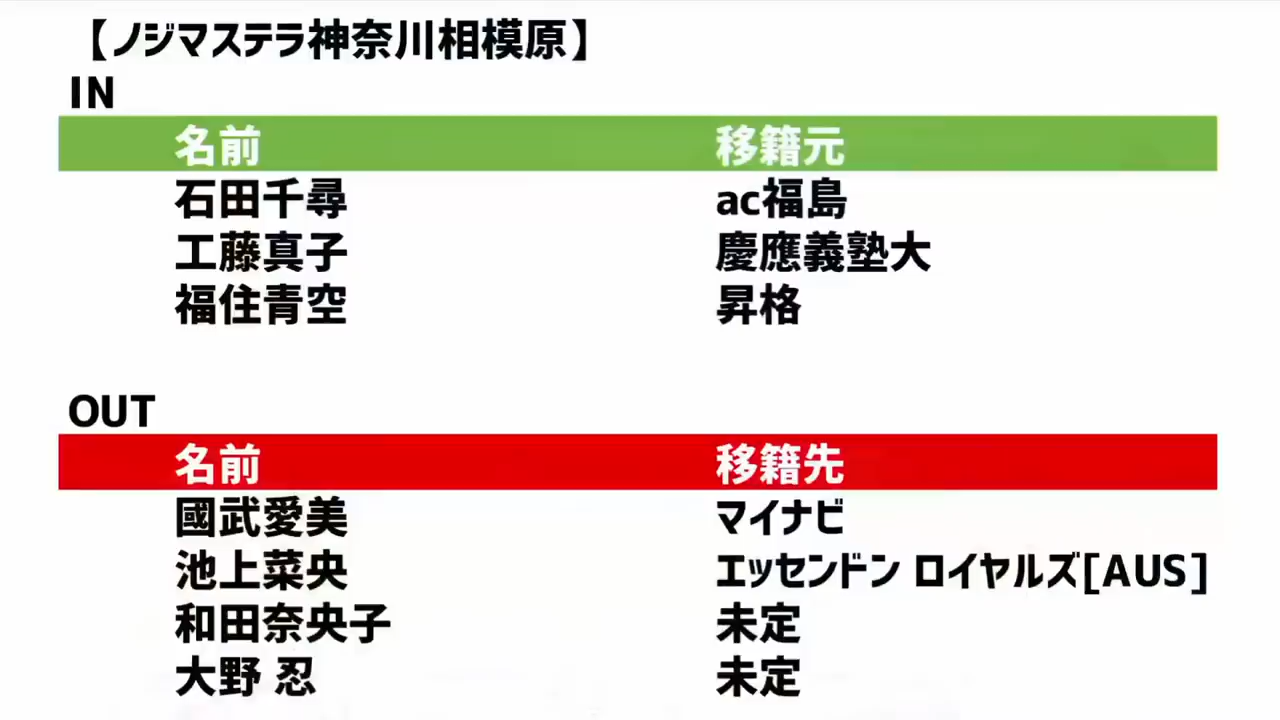 【ノジマステラ神奈川相模原】
IN
名前 移籍元
石田千尋 ac福島
工藤真子 慶應義塾大
福住青空 昇格
OUT
名前 移籍先
國武愛美 マイナビ
池上菜央 エッセンドン ロイヤルズ[AUS]
和田奈央子 未定
大野 忍 未定